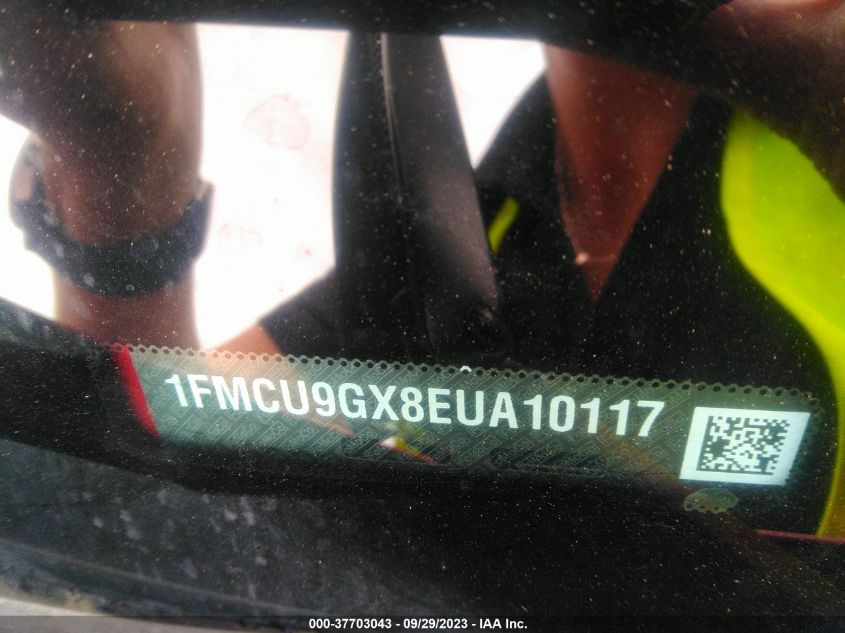 1FMCU9GX8EUA10117
000-37703043 - 09/29/2023 - IAA Inc.